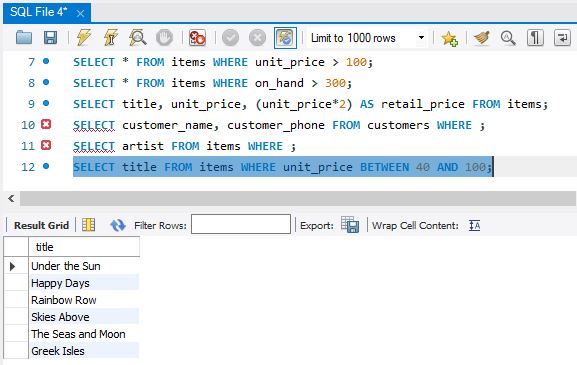 SQL File 4*
Limit to 1000 rows
7 SELECT * FROM items WHERE unit_price > 100;
8 SELECT * FROM items WHERE on_hand > 300;
9 SELECT title, unit_price, (unit_price*2) AS retail_price FROM items;
10 SELECT customer_name, customer_phone FROM customers WHERE ;
11 SELECT artist FROM items WHERE ;
12 SELECT title FROM items WHERE unit_price BETWEEN 40 AND 100;
Result Grid Filter Rows: Export: Wrap Cell Content:
title
Under the Sun
Happy Days
Rainbow Row
Skies Above
The Seas and Moon
Greek Isles